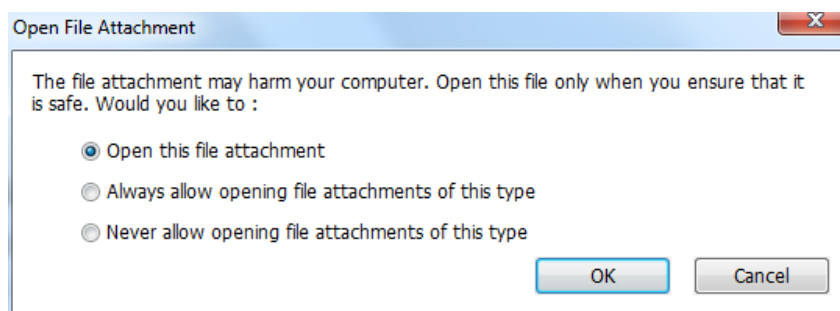 Open File Attachment
The file attachment may harm your computer. Open this file only when you ensure that it
is safe. Would you like to :
Open this file attachment
Always allow opening file attachments of this type
Never allow opening file attachments of this type
OK Cancel